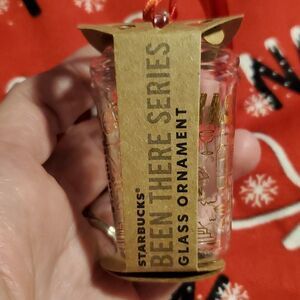 STARBUCKS®
BEEN THERE SERIES
GLASS ORNAMENT